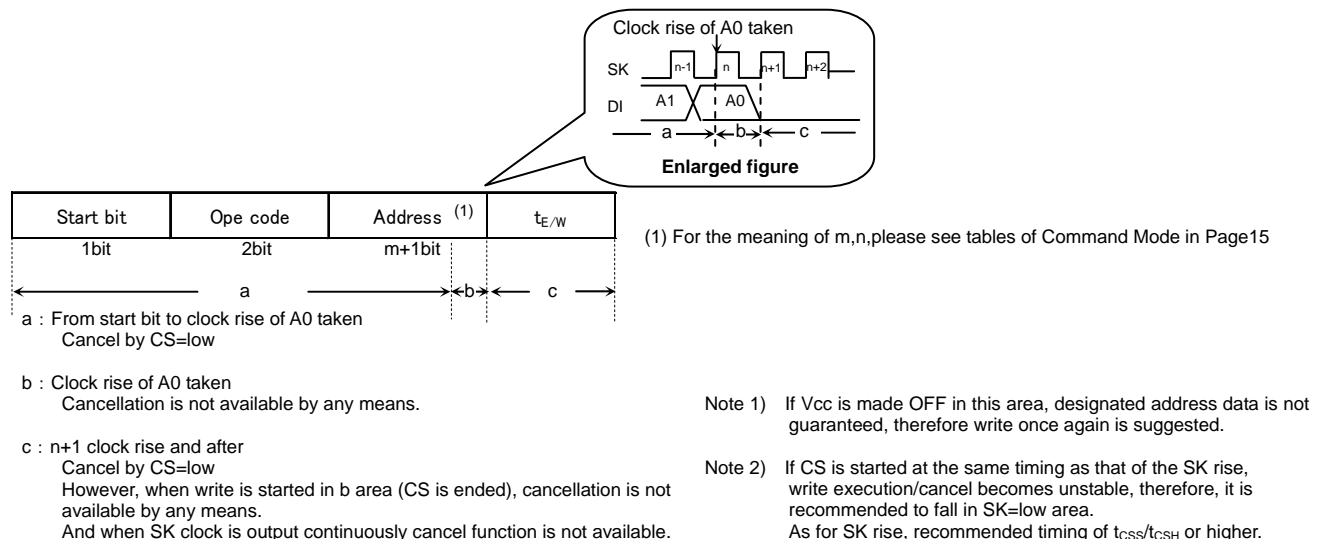 Clock rise of A0 taken
SK n-1 n n+1 n+2
DI A1 A0
a b c
Enlarged figure
Start bit Ope code Address (1) tE/W
1bit 2bit m+1bit
(1) For the meaning of m,n,please see tables of Command Mode in Page15
a b c
a : From start bit to clock rise of A0 taken
Cancel by CS=low
b : Clock rise of A0 taken
Cancellation is not available by any means.
c : n+1 clock rise and after
Cancel by CS=low
However, when write is started in b area (CS is ended), cancellation is not
available by any means.
And when SK clock is output continuously cancel function is not available.
Note 1) If Vcc is made OFF in this area, designated address data is not
guaranteed, therefore write once again is suggested.
Note 2) If CS is started at the same timing as that of the SK rise,
write execution/cancel becomes unstable, therefore, it is
recommended to fall in SK=low area.
As for SK rise, recommended timing of tCSS/tCSH or higher.